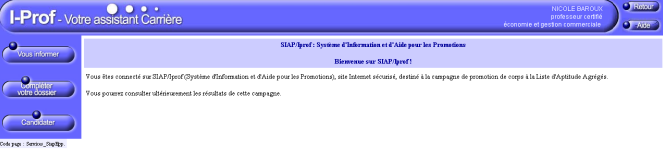 I-Prof - Votre assistant Carrière
NICOLE BAROUX
professeur certifié
économie et gestion commerciale
Retour
Aide
Vous informer
Compléter
votre dossier
Candidater
SIAP/Iprof : Système d'Information et d'Aide pour les Promotions
Bienvenue sur SIAP/Iprof !
Vous êtes connecté sur SIAP/Iprof (Système d'Information et d'Aide pour les Promotions), site Internet sécurisé, destiné à la campagne de promotion de corps à la Liste d'Aptitude Agrégés.
Vous pourrez consulter ultérieurement les résultats de cette campagne.
Code page : Services_SiapBpp.